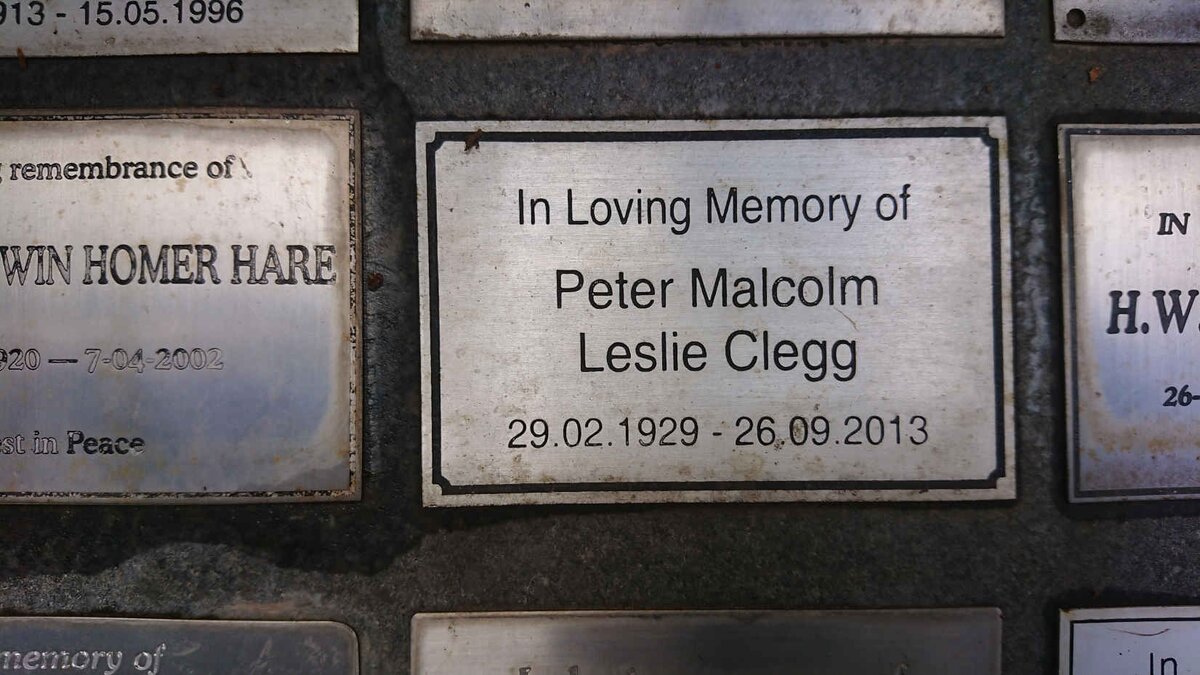 913 - 15.05.1996
remembrance of
WIN HOMER HARE
920 — 7-04-2002
st in Peace
In Loving Memory of
Peter Malcolm
Leslie Clegg
29.02.1929 - 26.09.2013
IN
H.W.
26-
memory of
In